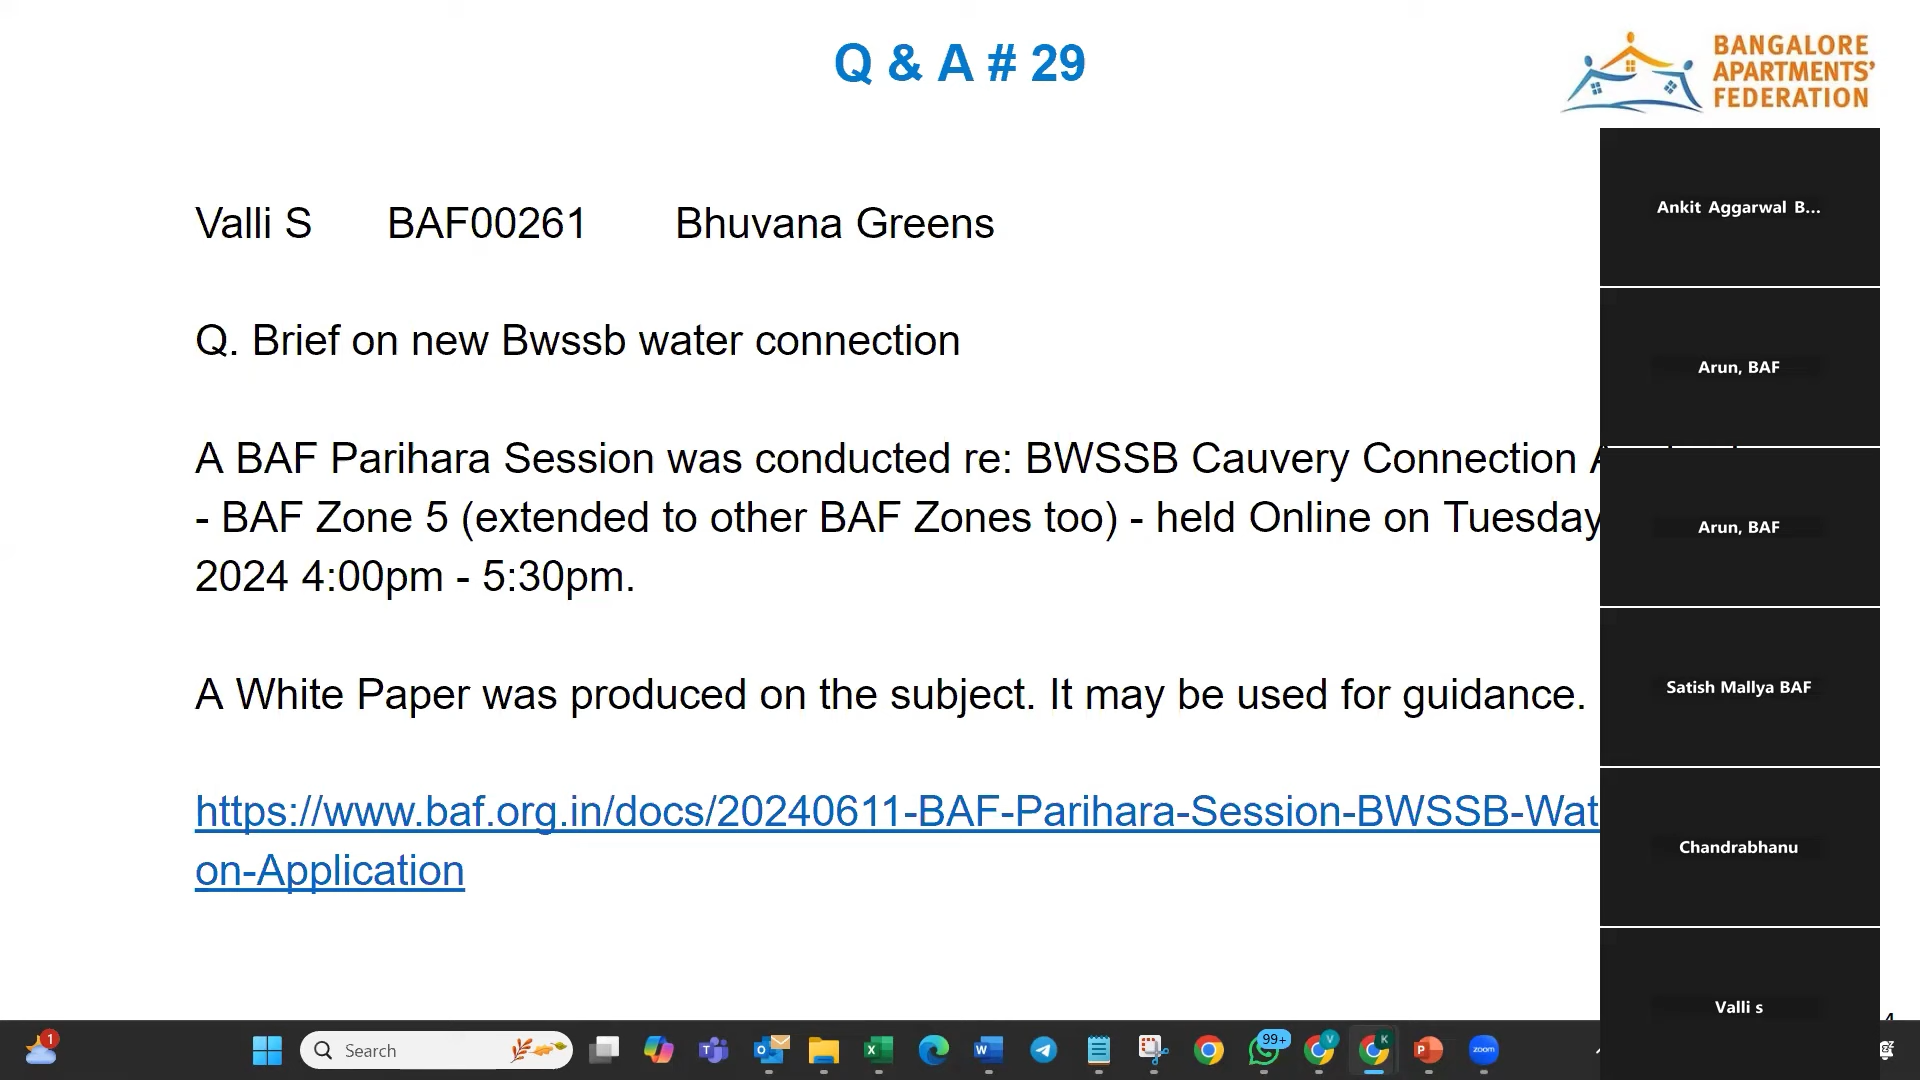 Q & A # 29
BANGALORE
APARTMENTS'
FEDERATION
Valli S BAF00261 Bhuvana Greens
Q. Brief on new Bwssb water connection
A BAF Parihara Session was conducted re: BWSSB Cauvery Connection
- BAF Zone 5 (extended to other BAF Zones too) - held Online on Tuesday
2024 4:00pm - 5:30pm.
A White Paper was produced on the subject. It may be used for guidance.
https://www.baf.org.in/docs/20240611-BAF-Parihara-Session-BWSSB-Wat
on-Application
Ankit Aggarwal B...
Arun, BAF
Arun, BAF
Satish Mallya BAF
Chandrabhanu
Valli s
1
Search
99+
V
K
zoom